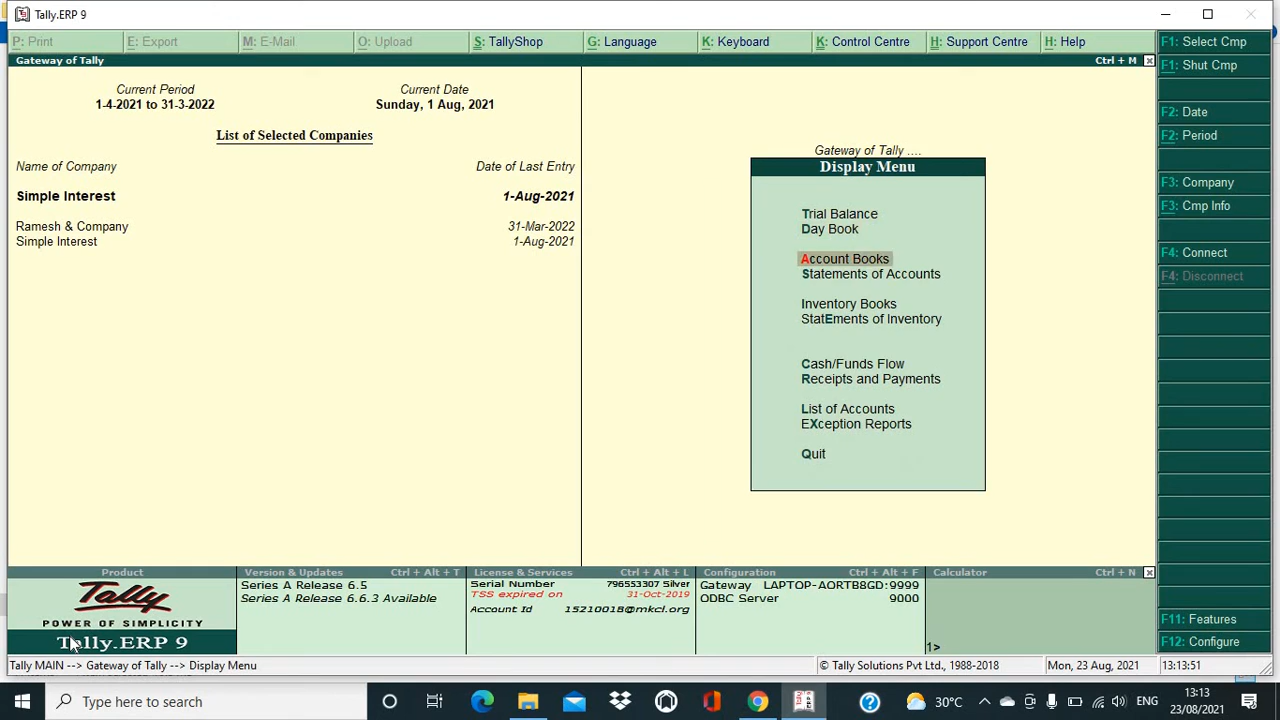 Tally.ERP 9
P: Print E: Export M: E-Mail O: Upload S: TallyShop G: Language K: Keyboard K: Control Centre H: Support Centre H: Help
Gateway of Tally Ctrl + M
Current Period Current Date
1-4-2021 to 31-3-2022 Sunday, 1 Aug, 2021
List of Selected Companies
Name of Company Date of Last Entry
Simple Interest 1-Aug-2021
Ramesh & Company 31-Mar-2022
Simple Interest 1-Aug-2021
Gateway of Tally ....
Display Menu
Trial Balance
Day Book
Account Books
Statements of Accounts
Inventory Books
StatEments of Inventory
Cash/Funds Flow
Receipts and Payments
List of Accounts
EXception Reports
Quit
F1: Select Cmp
F1: Shut Cmp
F2: Date
F2: Period
F3: Company
F3: Cmp Info
F4: Connect
F4: Disconnect
F11: Features
F12: Configure
Product Version & Updates Ctrl + Alt + T License & Services Ctrl + Alt + L Configuration Ctrl + Alt + F Calculator Ctrl + N
Tally
POWER OF SIMPLICITY
Tally.ERP 9
Series A Release 6.5
Series A Release 6.6.3 Available
Serial Number 796553307 Silver
TSS expired on 31-Oct-2019
Account Id 15210018@mkcl.org
Gateway LAPTOP-AORTB8GD:9999
ODBC Server 9000
1>
Tally MAIN --> Gateway of Tally --> Display Menu © Tally Solutions Pvt Ltd., 1988-2018 Mon, 23 Aug, 2021 13:13:51
Type here to search 30°C ENG 13:13
23/08/2021